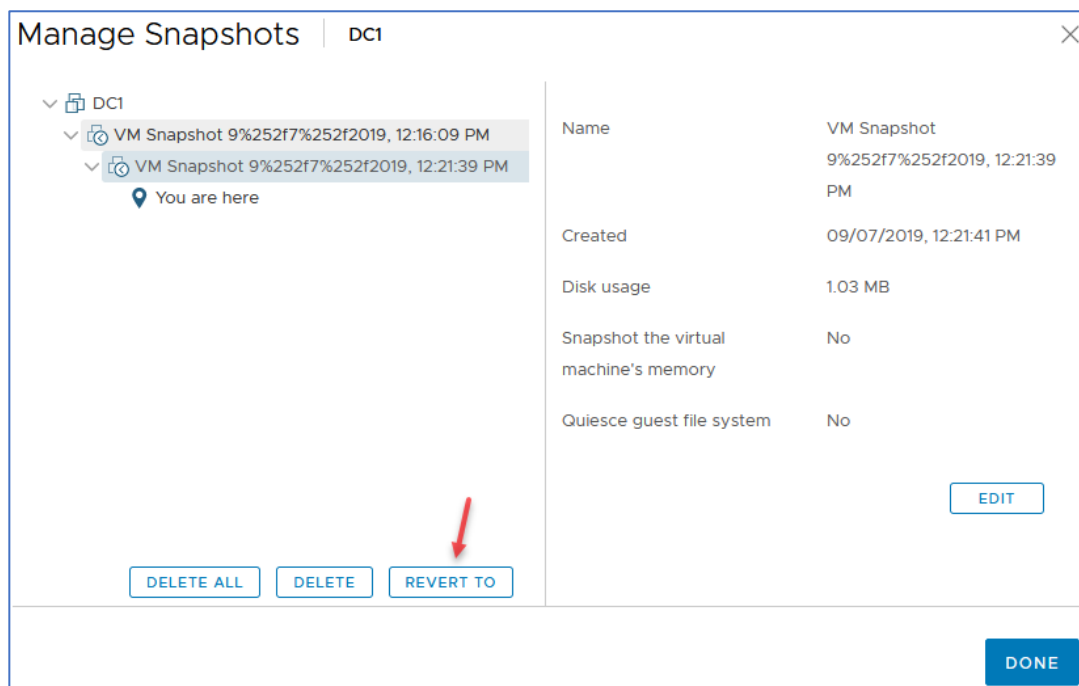 Manage Snapshots DC1
DC1
VM Snapshot 9%252f7%252f2019, 12:16:09 PM
VM Snapshot 9%252f7%252f2019, 12:21:39 PM
You are here
Name VM Snapshot
9%252f7%252f2019, 12:21:39
PM
Created 09/07/2019, 12:21:41 PM
Disk usage 1.03 MB
Snapshot the virtual No
machine's memory
Quiesce guest file system No
EDIT
DELETE ALL DELETE REVERT TO
DONE